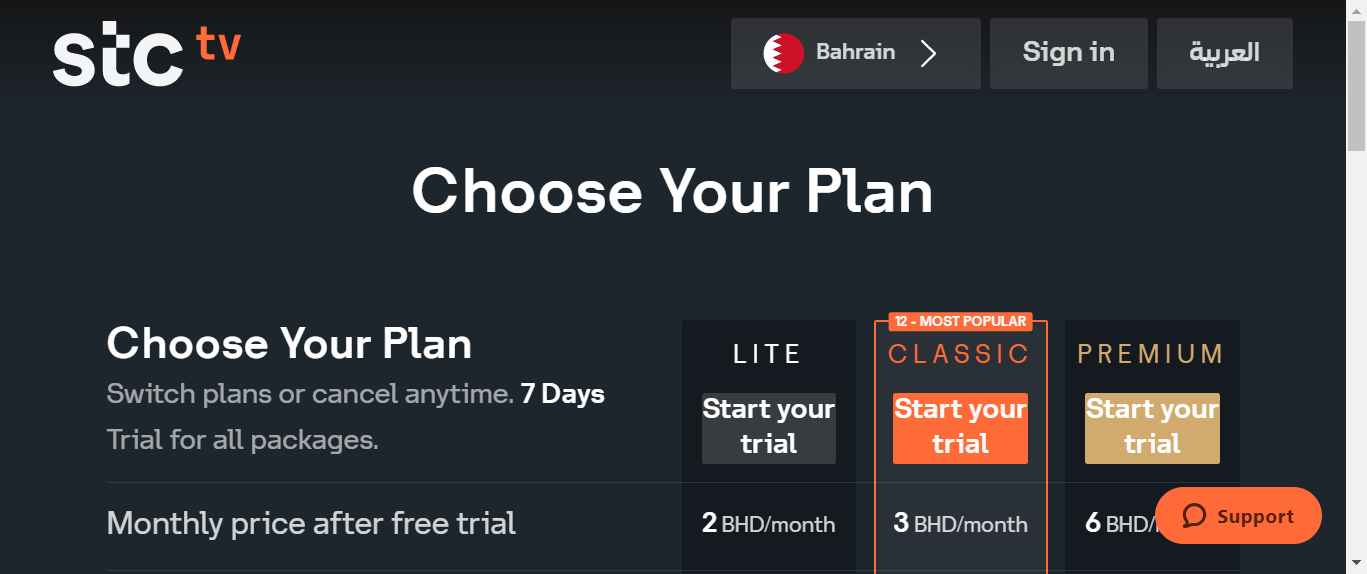 stc tv
Bahrain
Sign in
العربية
Choose Your Plan
Choose Your Plan
Switch plans or cancel anytime. 7 Days
Trial for all packages.
LITE
Start your
trial
12 - MOST POPULAR
CLASSIC
Start your
trial
PREMIUM
Start your
trial
Monthly price after free trial
2 BHD/month
3 BHD/month
6 BHD/
Support